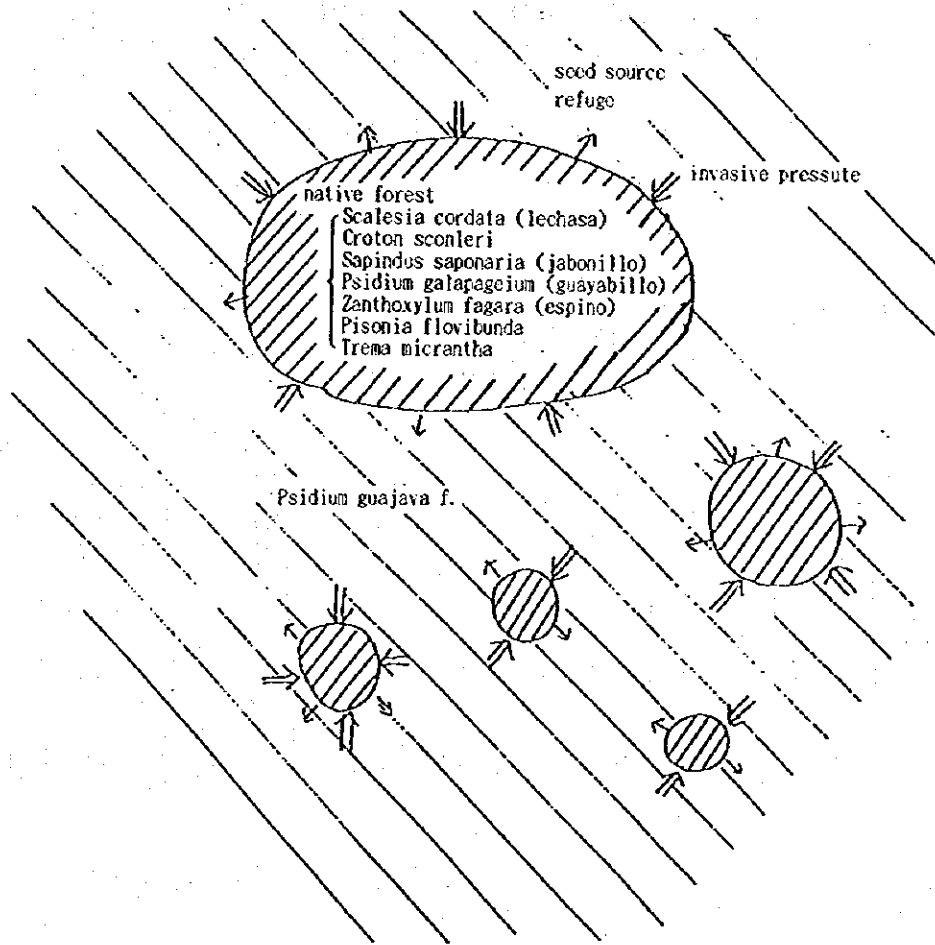 seed source
refuge
invasive pressute
native forest
Scalesia cordata (lechasa)
Croton sconleri
Sapindus saponaria (jabonillo)
Psidium galapageium (guayabillo)
Zanthoxylum fagara (espino)
Pisonia flovibunda
Trema micrantha
Psidium guajava f.